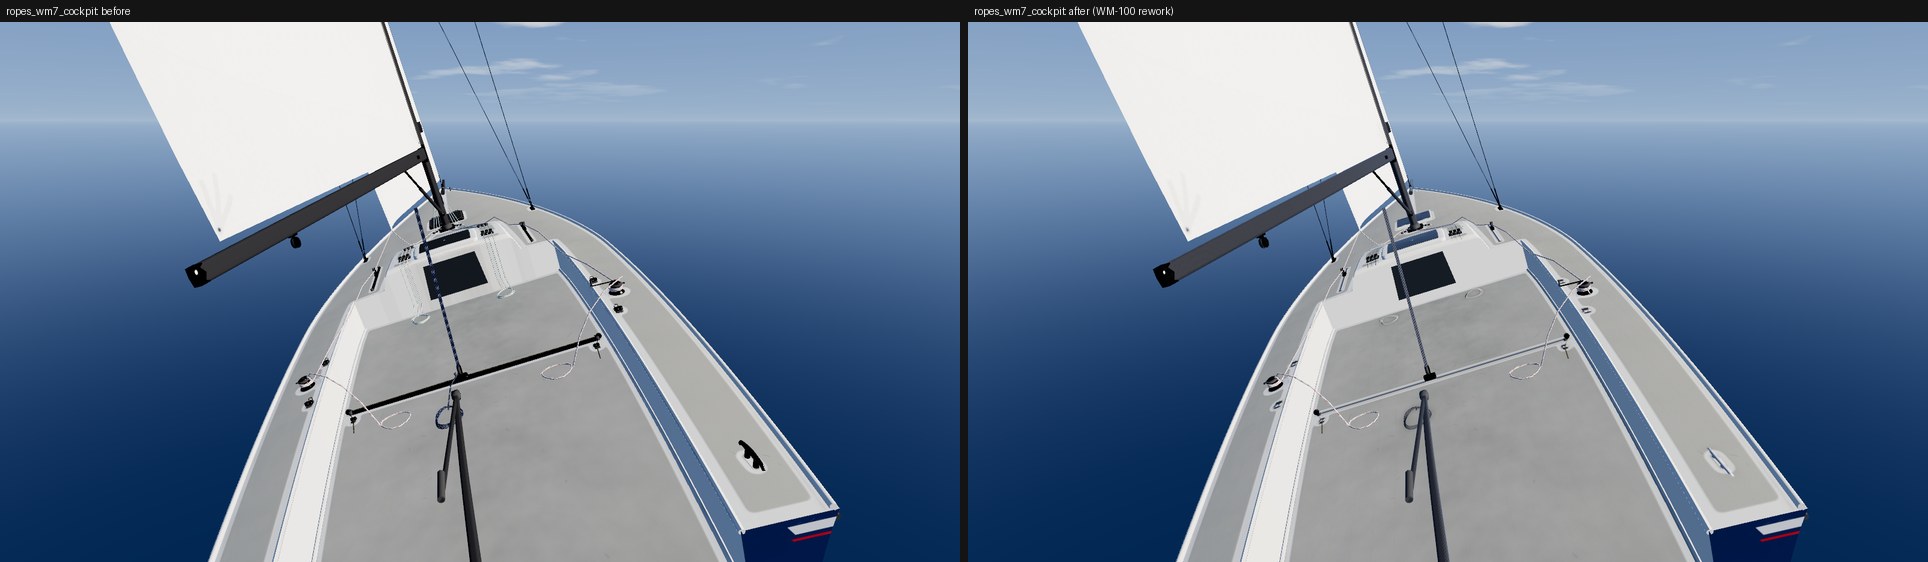 ropes_wm7_cockpit before
ropes_wm7_cockpit after (WM-100 rework)